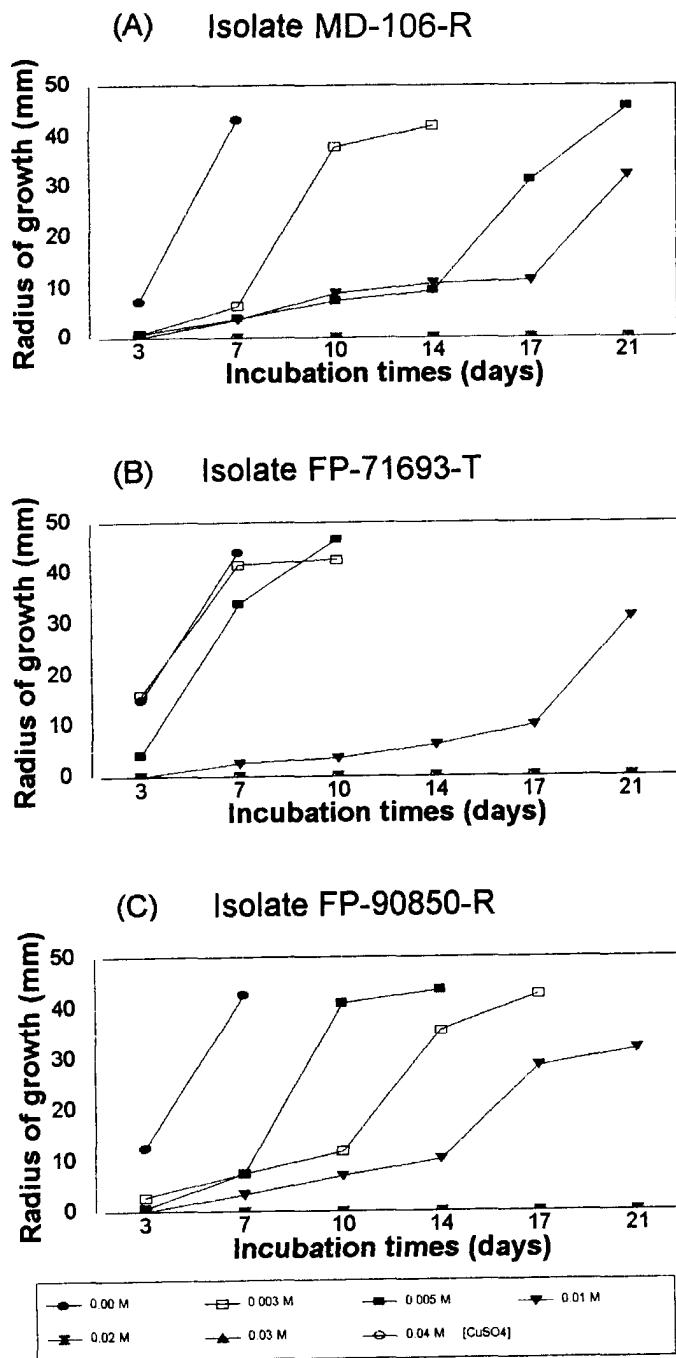 (A) Isolate MD-106-R
Radius of growth (mm)
50
40
30
20
10
0
3 7 10 14 17 21
Incubation times (days)
(B) Isolate FP-71693-T
Radius of growth (mm)
50
40
30
20
10
0
3 7 10 14 17 21
Incubation times (days)
(C) Isolate FP-90850-R
Radius of growth (mm)
50
40
30
20
10
0
3 7 10 14 17 21
Incubation times (days)
0.00 M 0.003 M 0.005 M 0.01 M
0.02 M 0.03 M 0.04 M [CuSO4]